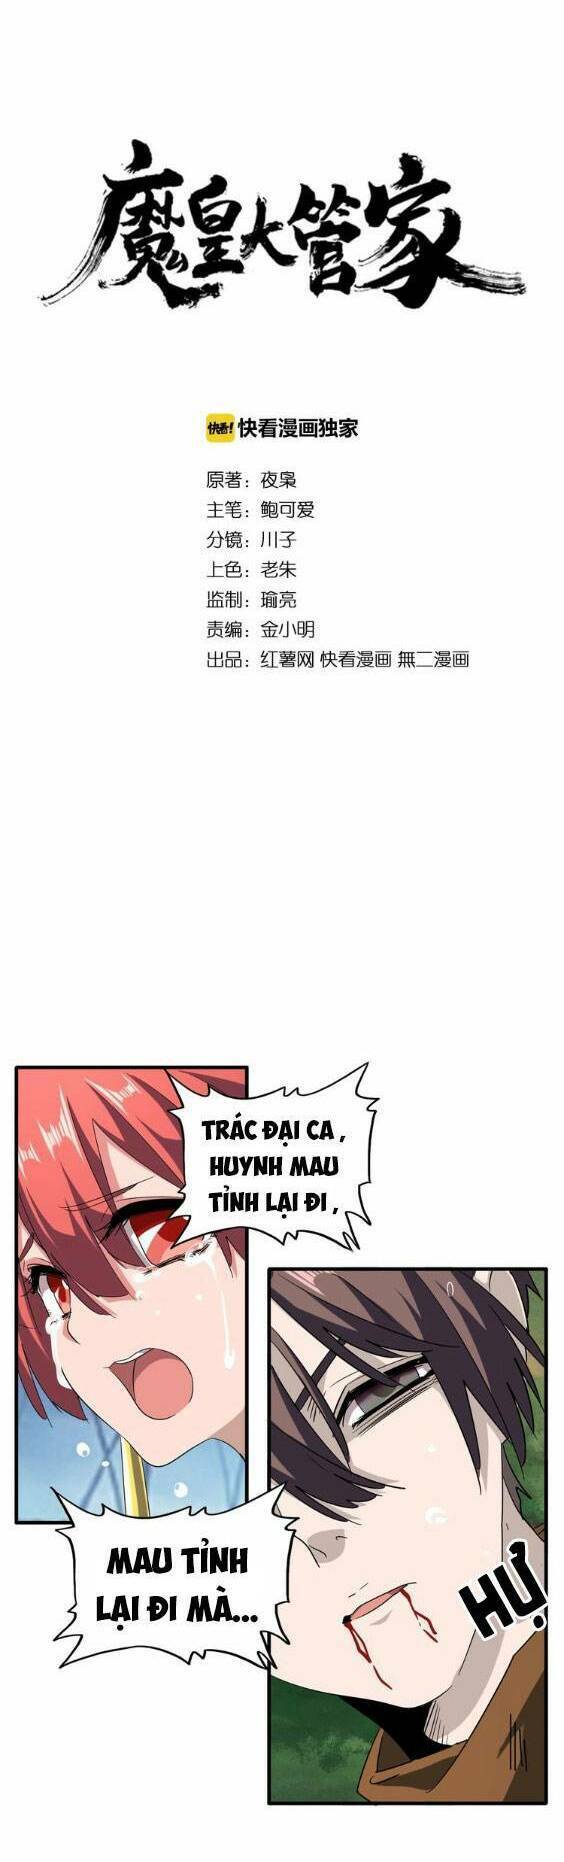 魔皇大管家
快看! 快看漫画独家
原著：夜枭
主笔：鲍可爱
分镜：川子
上色：老朱
监制：瑜亮
责编：金小明
出品：红薯网 快看漫画 無二漫画
TRÁC ĐẠI CA ,
HUYNH MAU
TỈNH LẠI ĐI ,
MAU TỈNH
LẠI ĐI MÀ...
HỰ